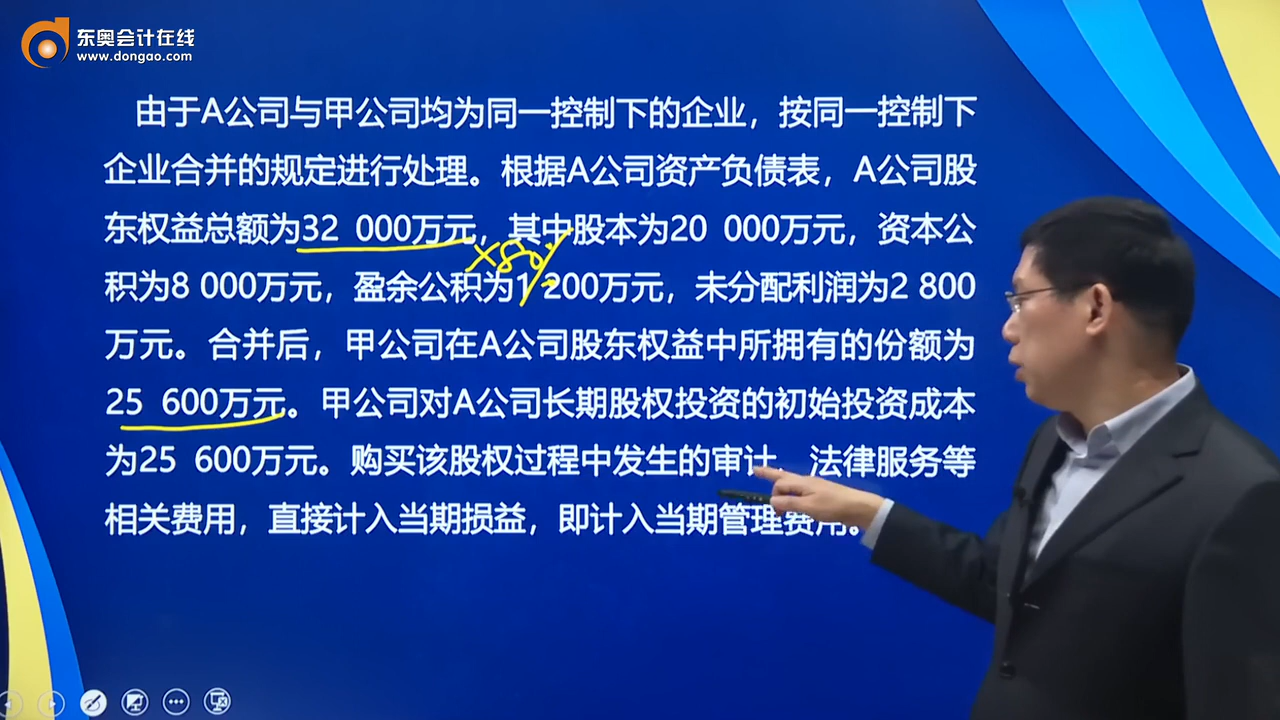 东奥会计在线
www.dongao.com
由于A公司与甲公司均为同一控制下的企业，按同一控制下
企业合并的规定进行处理。根据A公司资产负债表，A公司股
东权益总额为32 000万元，其中股本为20 000万元，资本公
×80%
积为8 000万元，盈余公积为1 200万元，未分配利润为2 800
万元。合并后，甲公司在A公司股东权益中所拥有的份额为
25 600万元。甲公司对A公司长期股权投资的初始投资成本
为25 600万元。购买该股权过程中发生的审计、法律服务等
相关费用，直接计入当期损益，即计入当期管理费用。